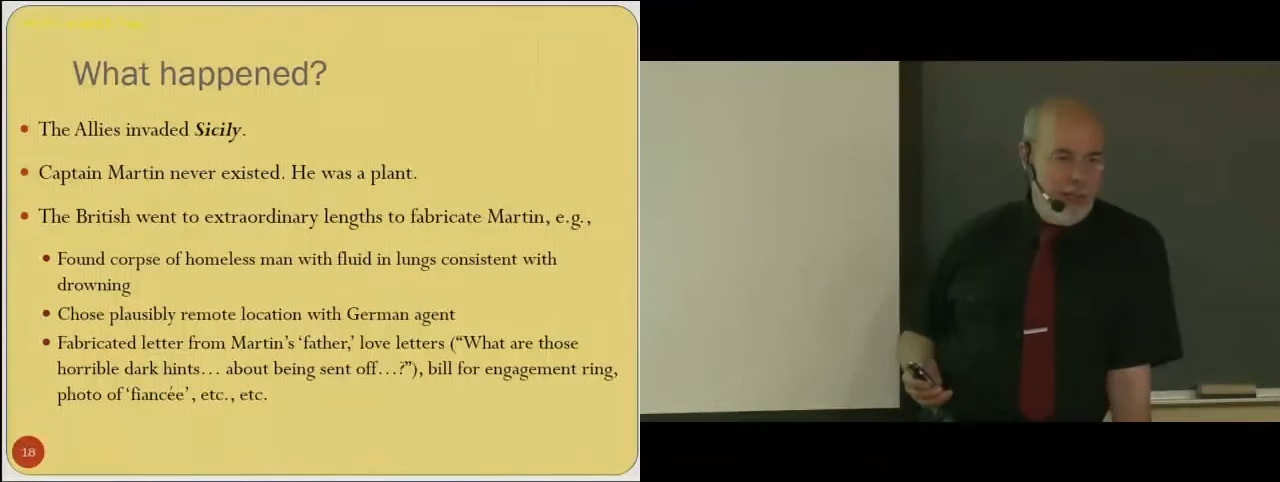 What happened?
• The Allies invaded Sicily.
• Captain Martin never existed. He was a plant.
• The British went to extraordinary lengths to fabricate Martin, e.g.,
• Found corpse of homeless man with fluid in lungs consistent with
drowning
• Chose plausibly remote location with German agent
• Fabricated letter from Martin’s ‘father,’ love letters (“What are those
horrible dark hints… about being sent off…?”), bill for engagement ring,
photo of ‘fiancée’, etc., etc.
18